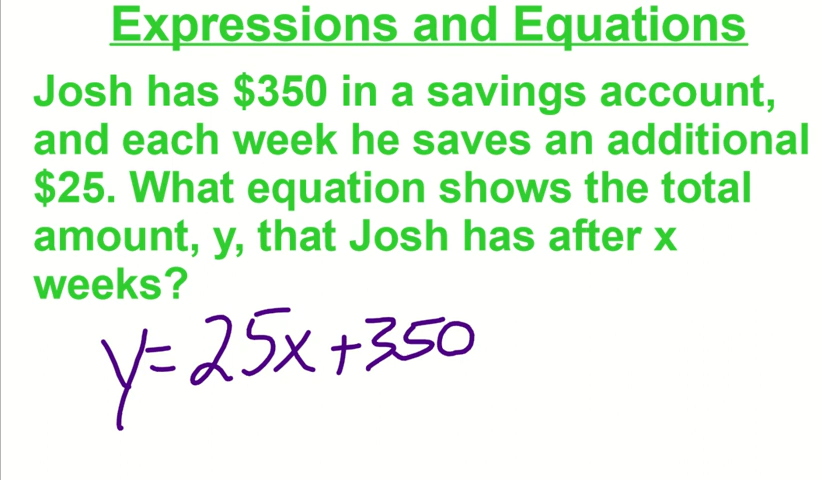 Expressions and Equations
Josh has $350 in a savings account,
and each week he saves an additional
$25. What equation shows the total
amount, y, that Josh has after x
weeks?
y=25x+350